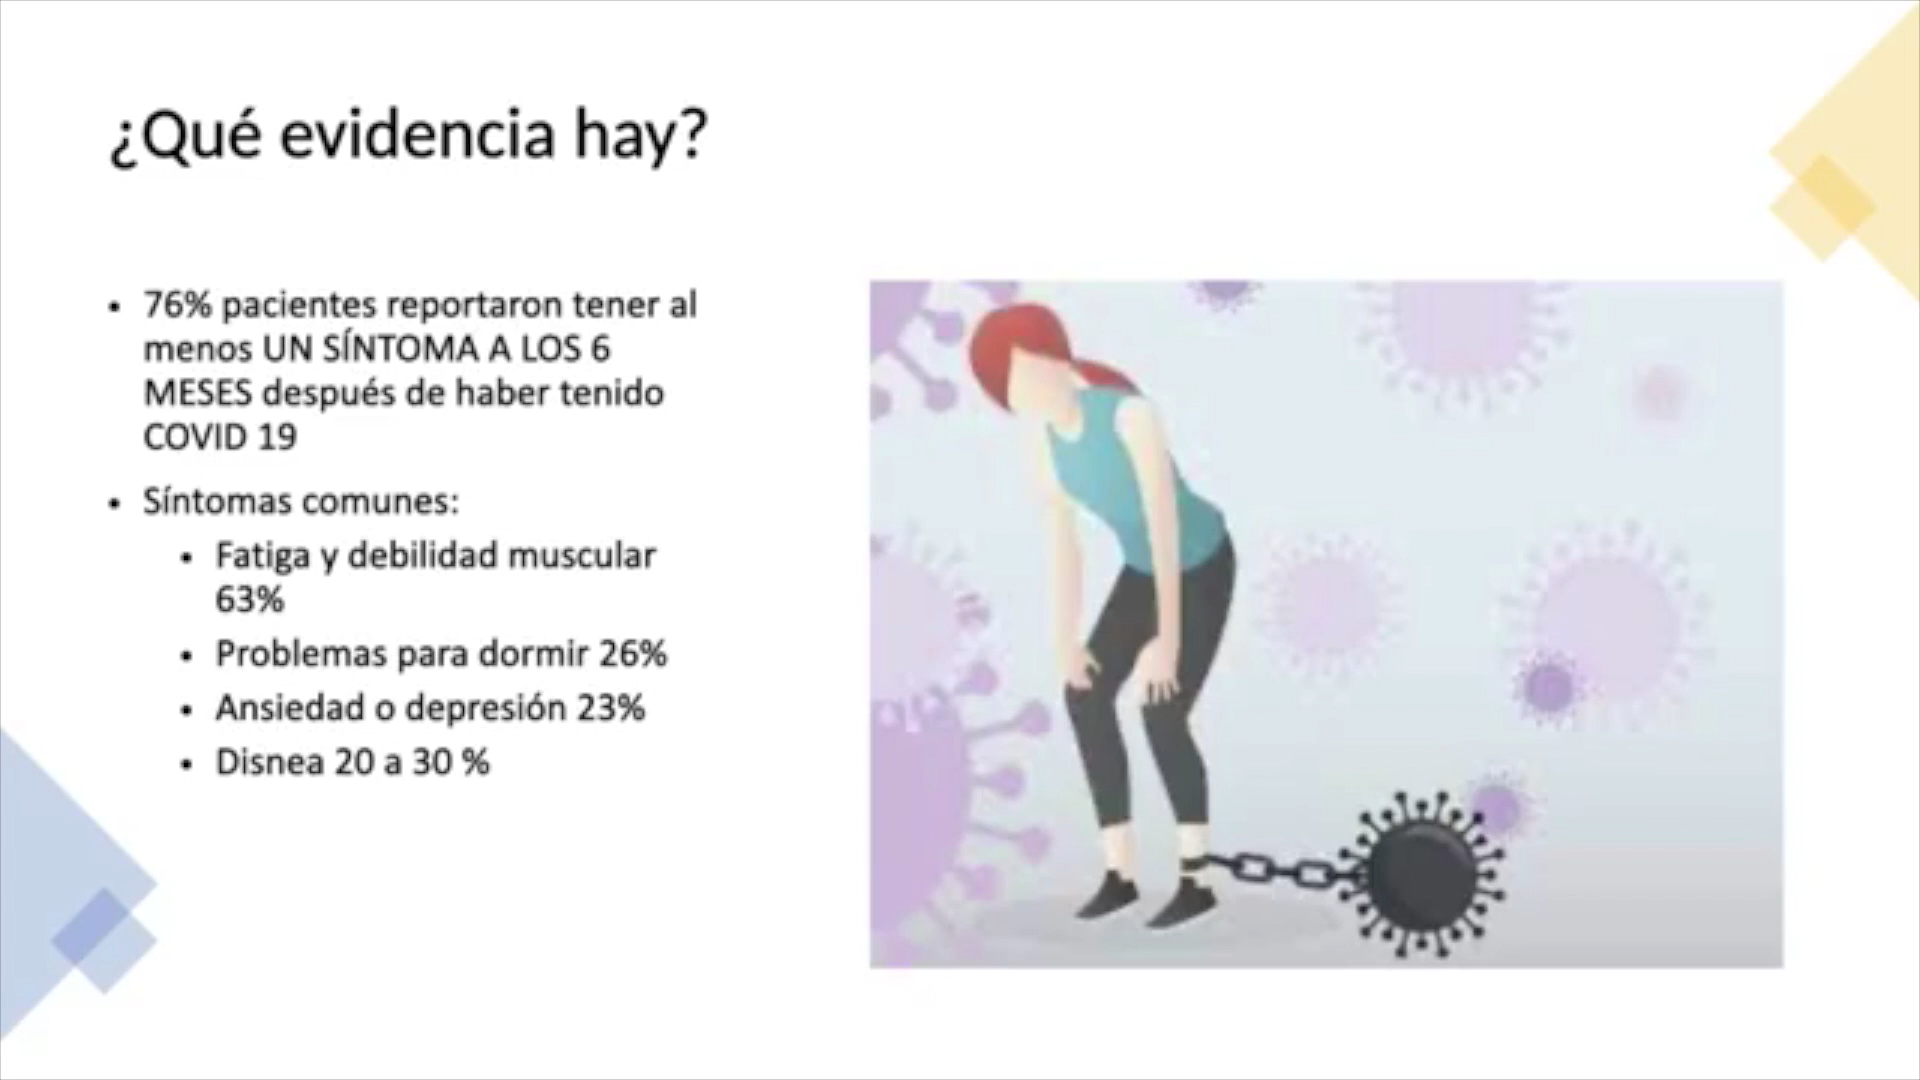 ¿Qué evidencia hay?
• 76% pacientes reportaron tener al
menos UN SÍNTOMA A LOS 6
MESES después de haber tenido
COVID 19
• Síntomas comunes:
• Fatiga y debilidad muscular
63%
• Problemas para dormir 26%
• Ansiedad o depresión 23%
• Disnea 20 a 30 %